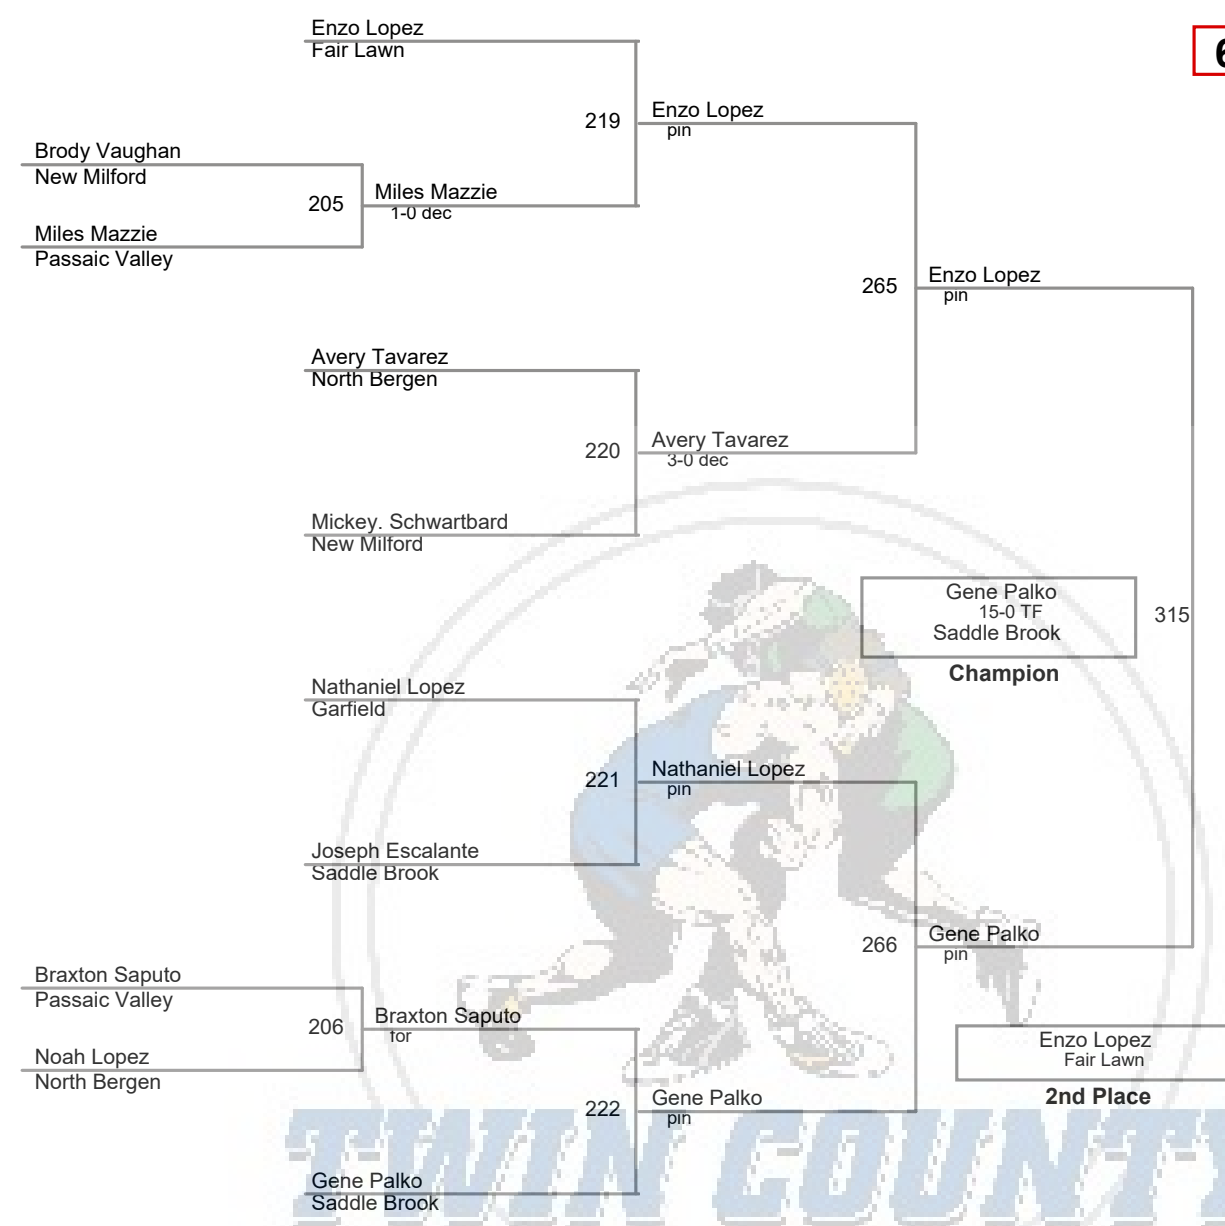 Enzo Lopez
Fair Lawn
6
219
Enzo Lopez
pin
Brody Vaughan
New Milford
205
Miles Mazzie
1-0 dec
Miles Mazzie
Passaic Valley
265
Enzo Lopez
pin
Avery Tavarez
North Bergen
220
Avery Tavarez
3-0 dec
Mickey. Schwartbard
New Milford
Gene Palko
15-0 TF
Saddle Brook
315
Champion
Nathaniel Lopez
Garfield
221
Nathaniel Lopez
pin
Joseph Escalante
Saddle Brook
266
Gene Palko
pin
Braxton Saputo
Passaic Valley
206
Braxton Saputo
for
Noah Lopez
North Bergen
Enzo Lopez
Fair Lawn
2nd Place
222
Gene Palko
pin
Gene Palko
Saddle Brook
TWIN COUNTY